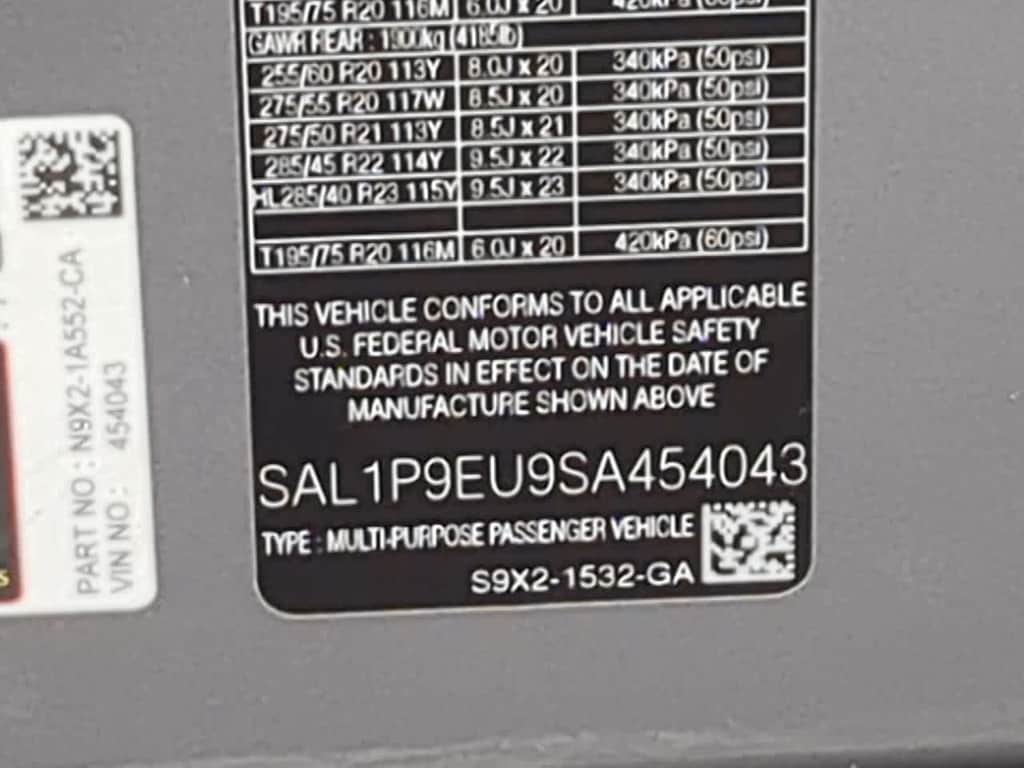 T195/75 R20 116M 6.0J x 20 420kPa (60psi)
GAWR REAR : 1900kg (4185lb)
255/60 R20 113Y 8.0J x 20 340kPa (50psi)
275/55 R20 117W 8.5J x 20 340kPa (50psi)
275/50 R21 113Y 8.5J x 21 340kPa (50psi)
285/45 R22 114Y 9.5J x 22 340kPa (50psi)
HL285/40 R23 115Y 9.5J x 23 340kPa (50psi)
T195/75 R20 116M 6.0J x 20 420kPa (60psi)
THIS VEHICLE CONFORMS TO ALL APPLICABLE
U.S. FEDERAL MOTOR VEHICLE SAFETY
STANDARDS IN EFFECT ON THE DATE OF
MANUFACTURE SHOWN ABOVE
SAL1P9EU9SA454043
TYPE : MULTI-PURPOSE PASSENGER VEHICLE
S9X2-1532-GA
PART NO : N9X2-1A552-CA
VIN NO : 454043